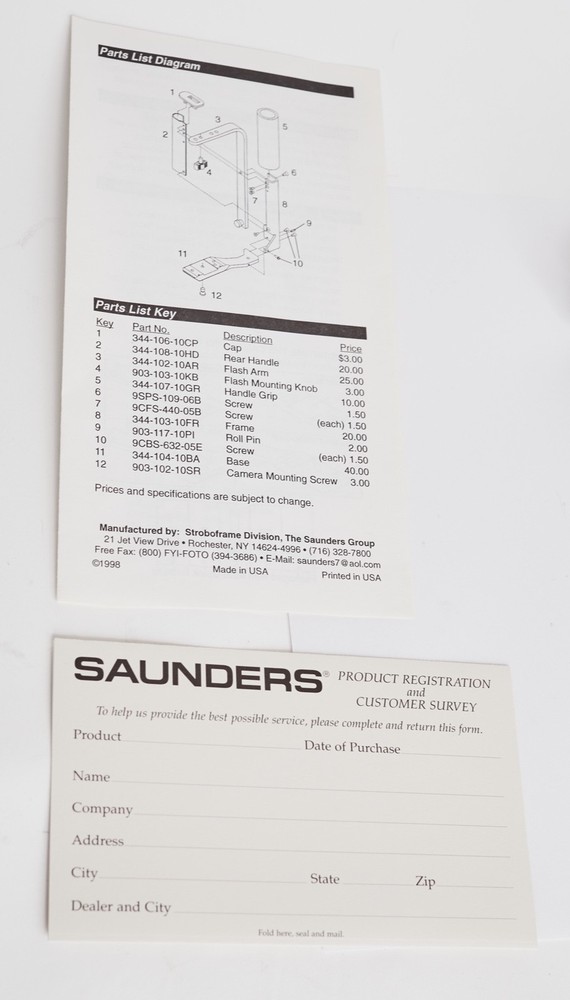 Parts List Diagram
1
2
3
4
5
6
7
8
9
10
11
12
Parts List Key
Key Part No. Description Price
1 344-106-10CP Cap $3.00
2 344-108-10HD Rear Handle 20.00
3 344-102-10AR Flash Arm 25.00
4 903-103-10KB Flash Mounting Knob 3.00
5 344-107-10GR Handle Grip 10.00
6 9SPS-109-06B Screw 1.50
7 9CFS-440-05B Screw (each) 1.50
8 344-103-10FR Frame 20.00
9 903-117-10PI Roll Pin 2.00
10 9CBS-632-05E Screw (each) 1.50
11 344-104-10BA Base 40.00
12 903-102-10SR Camera Mounting Screw 3.00
Prices and specifications are subject to change.
Manufactured by: Stroboframe Division, The Saunders Group
21 Jet View Drive • Rochester, NY 14624-4996 • (716) 328-7800
Free Fax: (800) FYI-FOTO (394-3686) • E-Mail: saunders7@aol.com
©1998 Made in USA Printed in USA
SAUNDERS® PRODUCT REGISTRATION
and
CUSTOMER SURVEY
To help us provide the best possible service, please complete and return this form.
Product Date of Purchase
Name
Company
Address
City State Zip
Dealer and City
Fold here, seal and mail.